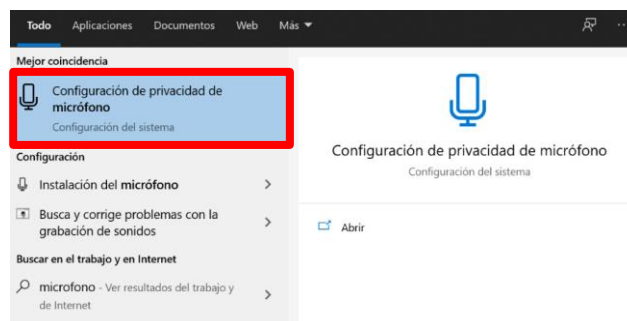 Todo Aplicaciones Documentos Web Más
Mejor coincidencia
Configuración de privacidad de
micrófono
Configuración del sistema
Configuración
Instalación del micrófono
Busca y corrige problemas con la
grabación de sonidos
Buscar en el trabajo y en Internet
microfono - Ver resultados del trabajo y
de Internet
Configuración de privacidad de micrófono
Configuración del sistema
Abrir